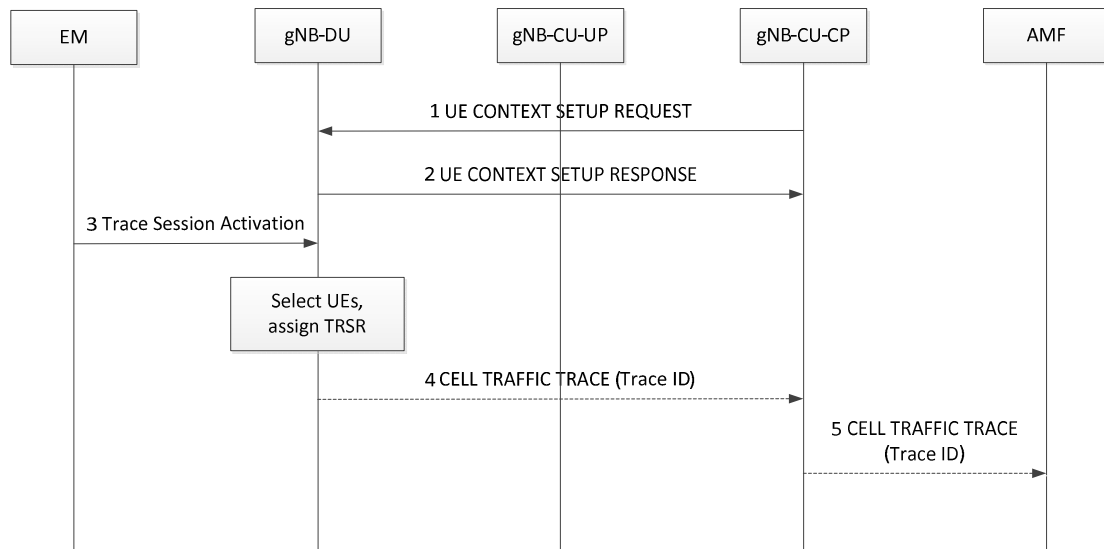 EM
gNB-DU
gNB-CU-UP
gNB-CU-CP
AMF
1 UE CONTEXT SETUP REQUEST
2 UE CONTEXT SETUP RESPONSE
3 Trace Session Activation
Select UEs,
assign TRSR
4 CELL TRAFFIC TRACE (Trace ID)
5 CELL TRAFFIC TRACE
(Trace ID)